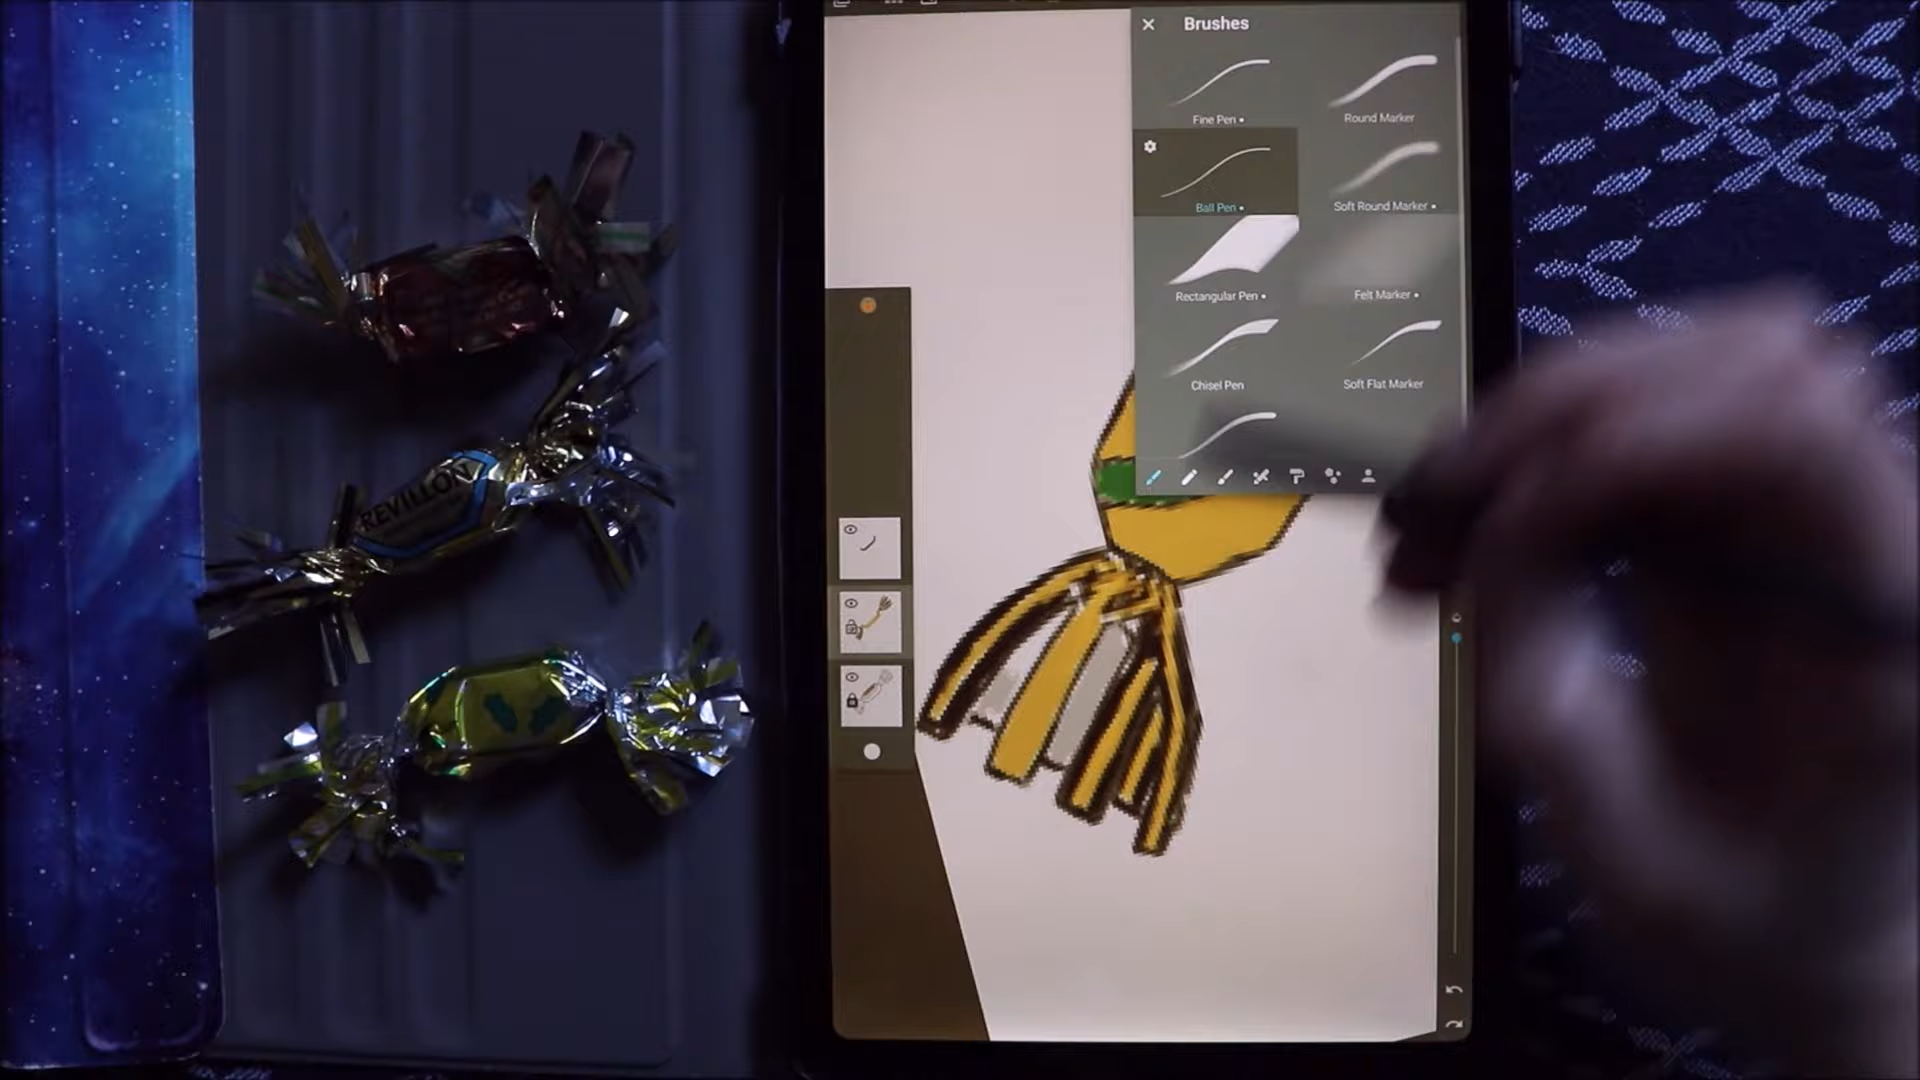 Brushes
Fine Pen •
Round Marker
Ball Pen •
Soft Round Marker •
Rectangular Pen •
Felt Marker •
Chisel Pen
Soft Flat Marker
REVILLON